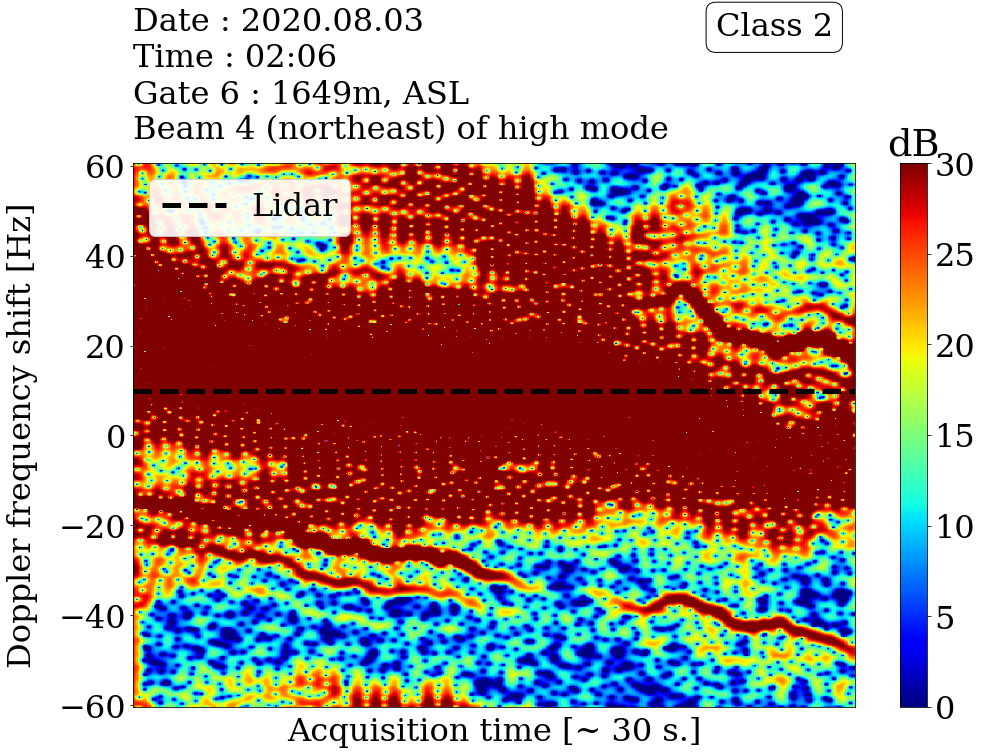 Date : 2020.08.03
Time : 02:06
Gate 6 : 1649m, ASL
Beam 4 (northeast) of high mode
Class 2
dB
Lidar
Doppler frequency shift [Hz]
60
40
20
0
−20
−40
−60
Acquisition time [~ 30 s.]
30
25
20
15
10
5
0